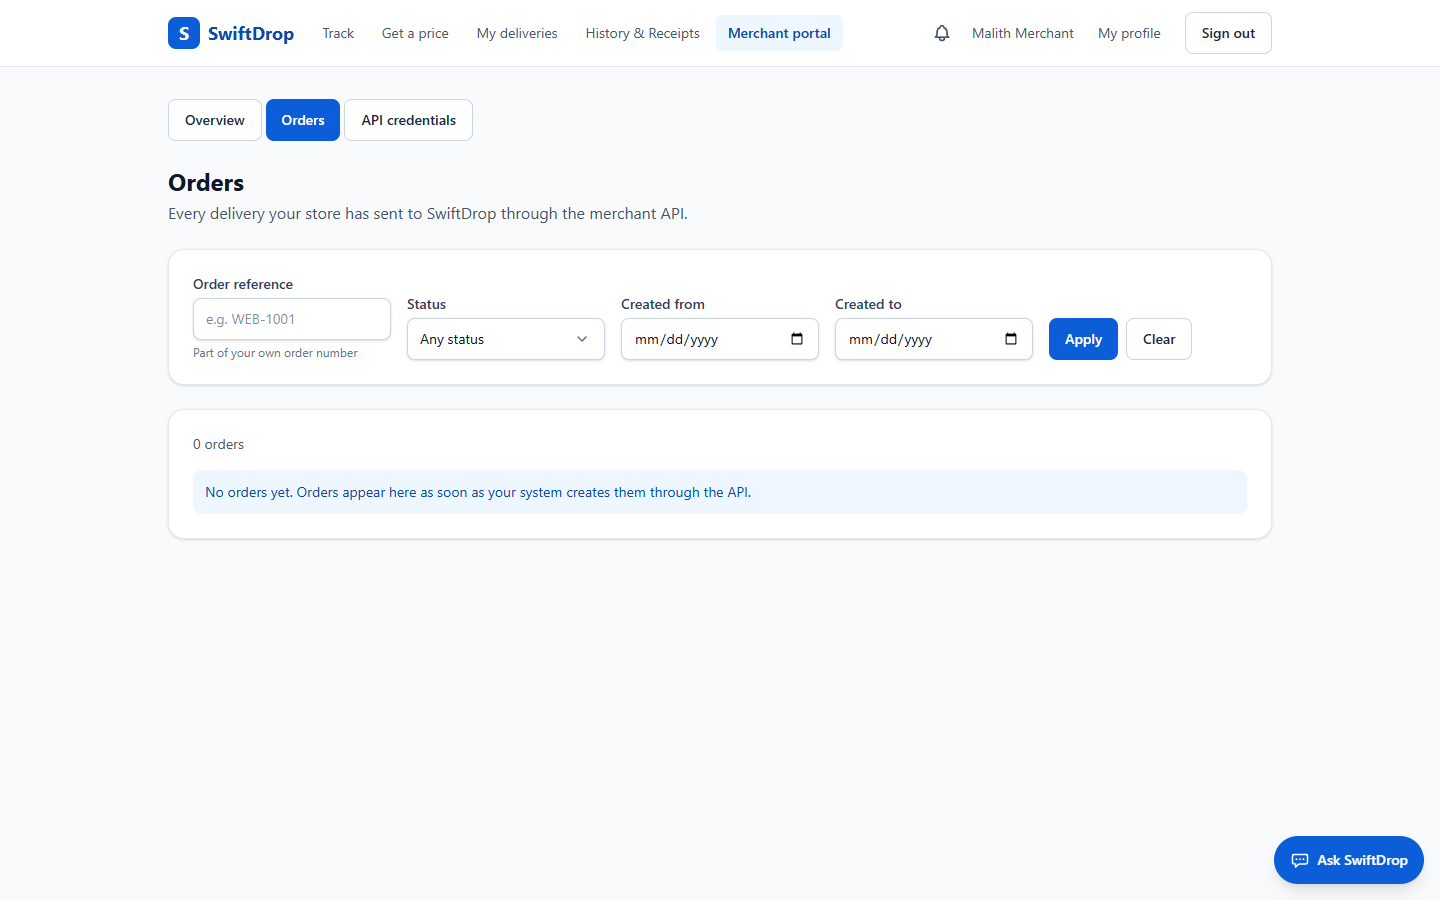 S SwiftDrop Track Get a price My deliveries History & Receipts Merchant portal Malith Merchant My profile Sign out
Overview Orders API credentials
Orders
Every delivery your store has sent to SwiftDrop through the merchant API.
Order reference
Status Created from Created to
e.g. WEB-1001
Any status mm/dd/yyyy mm/dd/yyyy Apply Clear
Part of your own order number
0 orders
No orders yet. Orders appear here as soon as your system creates them through the API.
Ask SwiftDrop